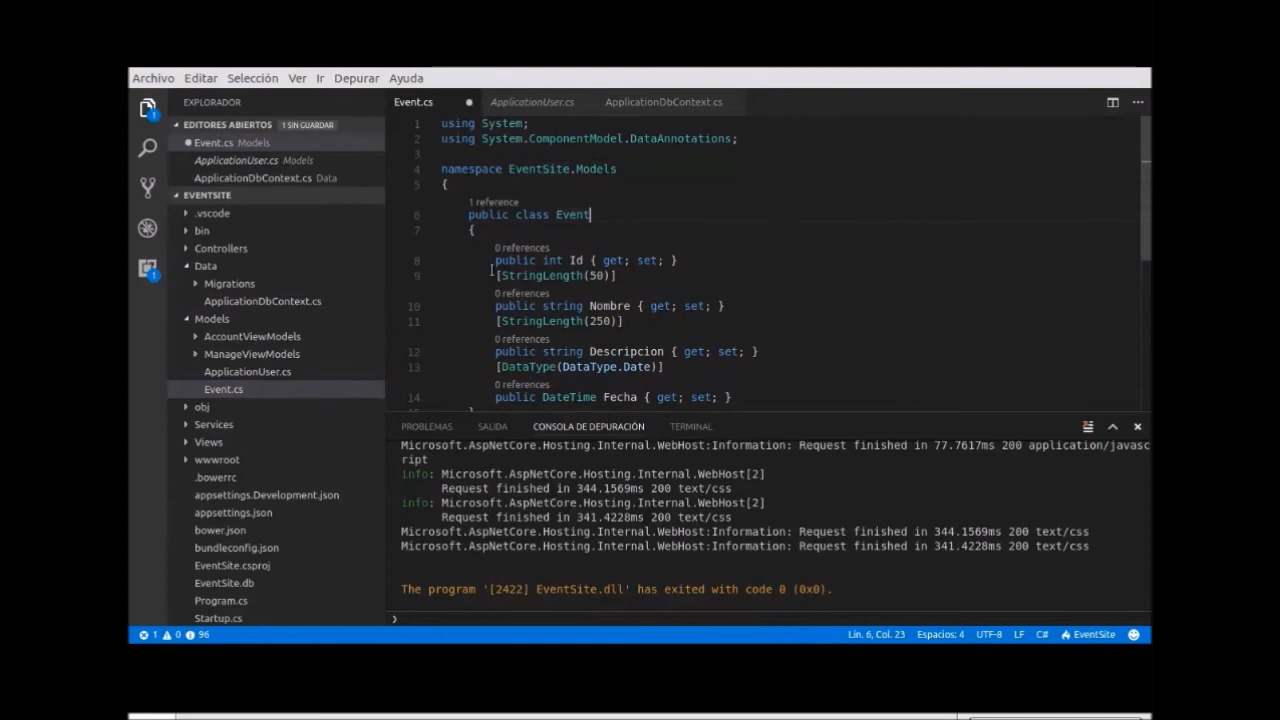 Archivo Editar Selección Ver Ir Depurar Ayuda
EXPLORADOR
EDITORES ABIERTOS 1 SIN GUARDAR
Event.cs Models
ApplicationUser.cs Models
ApplicationDbContext.cs Data
EVENTSITE
.vscode
bin
Controllers
Data
Migrations
ApplicationDbContext.cs
Models
AccountViewModels
ManageViewModels
ApplicationUser.cs
Event.cs
obj
Services
Views
wwwroot
.bowerrc
appsettings.Development.json
appsettings.json
bower.json
bundleconfig.json
EventSite.csproj
EventSite.db
Program.cs
Startup.cs
Event.cs ApplicationUser.cs ApplicationDbContext.cs
1 using System;
2 using System.ComponentModel.DataAnnotations;
3
4 namespace EventSite.Models
5 {
1 reference
6 public class Event
7 {
0 references
8 public int Id { get; set; }
9 [StringLength(50)]
0 references
10 public string Nombre { get; set; }
11 [StringLength(250)]
0 references
12 public string Descripcion { get; set; }
13 [DataType(DataType.Date)]
0 references
14 public DateTime Fecha { get; set; }
PROBLEMAS SALIDA CONSOLA DE DEPURACIÓN TERMINAL
Microsoft.AspNetCore.Hosting.Internal.WebHost:Information: Request finished in 77.7617ms 200 application/javasc
ript
info: Microsoft.AspNetCore.Hosting.Internal.WebHost[2]
Request finished in 344.1569ms 200 text/css
info: Microsoft.AspNetCore.Hosting.Internal.WebHost[2]
Request finished in 341.4228ms 200 text/css
Microsoft.AspNetCore.Hosting.Internal.WebHost:Information: Request finished in 344.1569ms 200 text/css
Microsoft.AspNetCore.Hosting.Internal.WebHost:Information: Request finished in 341.4228ms 200 text/css
The program '[2422] EventSite.dll' has exited with code 0 (0x0).
1 0 96 Lin. 6, Col. 23 Espacios: 4 UTF-8 LF C# EventSite